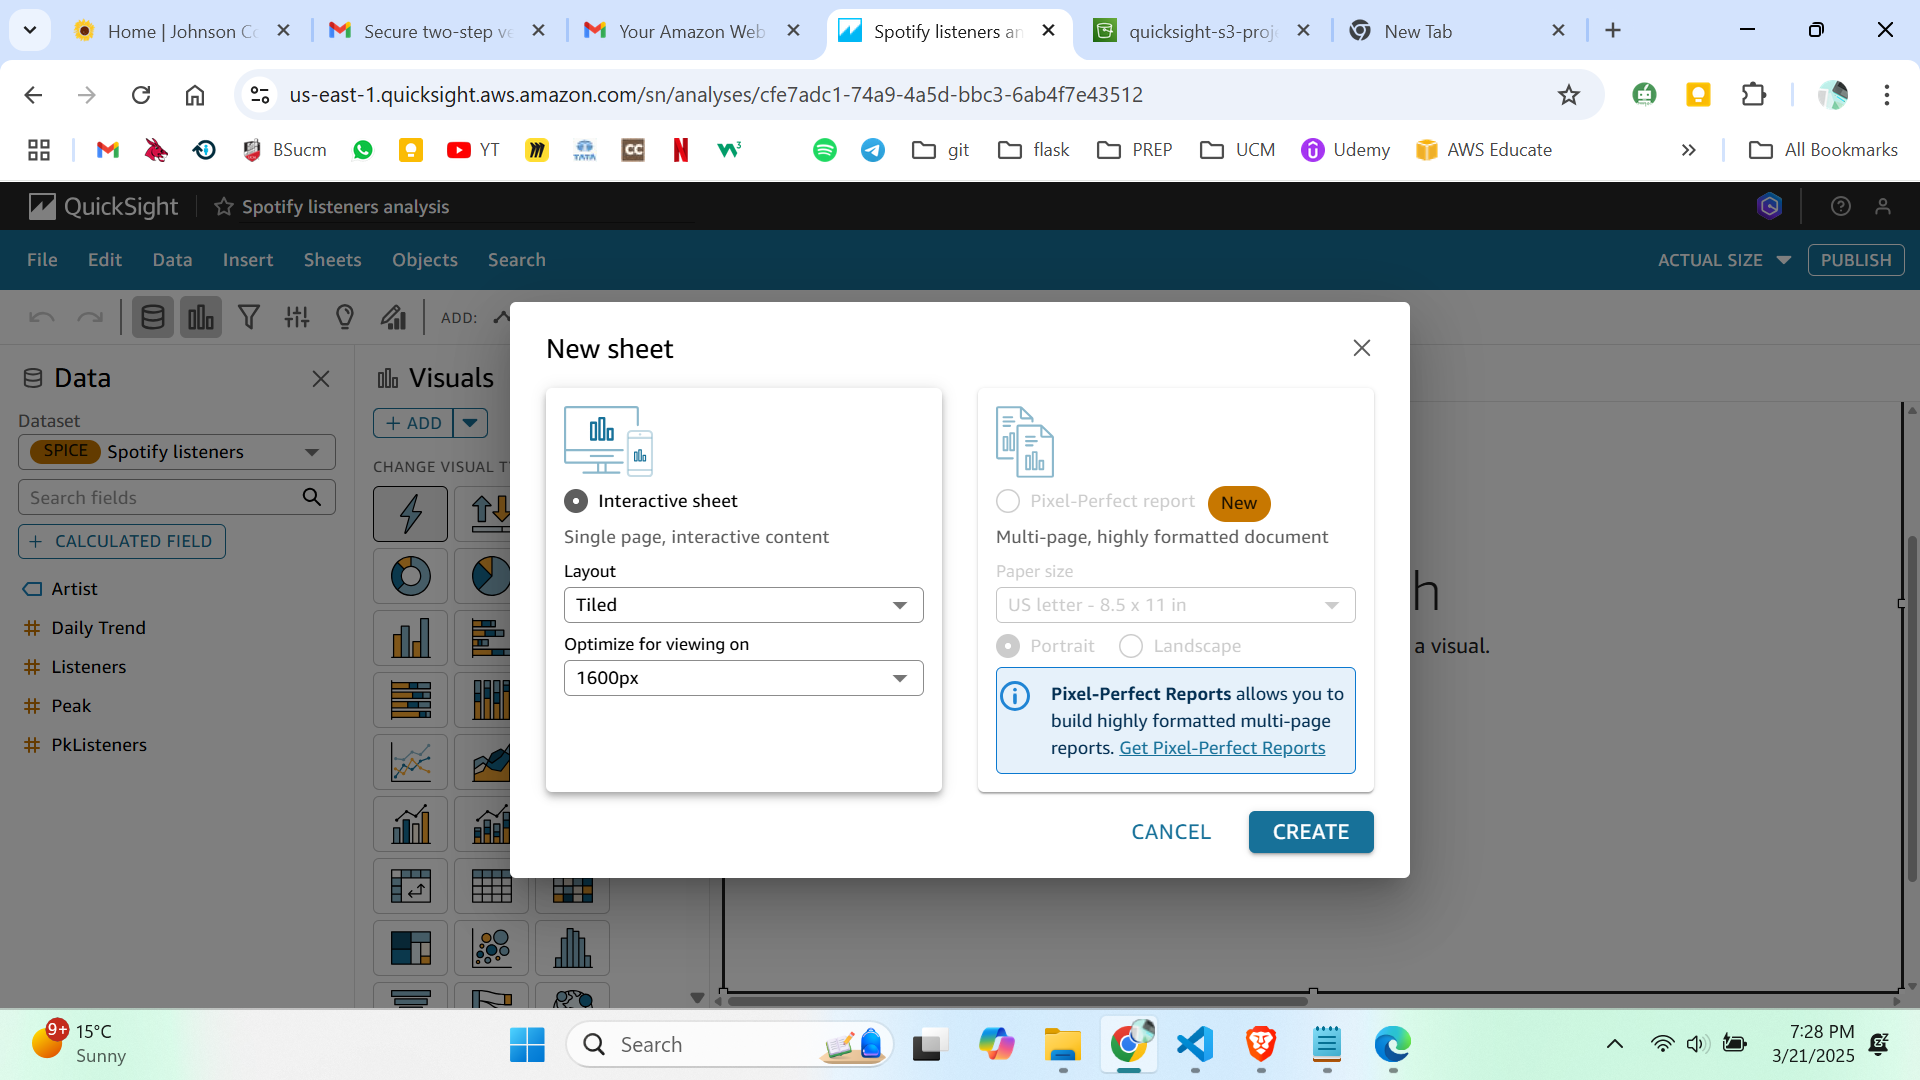 Home | Johnson Co
Secure two-step ve
Your Amazon Web
Spotify listeners an
quicksight-s3-proje
New Tab
us-east-1.quicksight.aws.amazon.com/sn/analyses/cfe7adc1-74a9-4a5d-bbc3-6ab4f7e43512
BSucm
YT
TATA
CC
N
W3
git
flask
PREP
UCM
Udemy
AWS Educate
All Bookmarks
QuickSight
Spotify listeners analysis
File
Edit
Data
Insert
Sheets
Objects
Search
ACTUAL SIZE
PUBLISH
ADD:
Data
Visuals
Dataset
SPICE
Spotify listeners
Search fields
+ CALCULATED FIELD
Artist
Daily Trend
Listeners
Peak
PkListeners
+ ADD
CHANGE VISUAL T
New sheet
Interactive sheet
Single page, interactive content
Layout
Tiled
Optimize for viewing on
1600px
Pixel-Perfect report
New
Multi-page, highly formatted document
Paper size
US letter - 8.5 x 11 in
Portrait
Landscape
Pixel-Perfect Reports allows you to
build highly formatted multi-page
reports. Get Pixel-Perfect Reports
CANCEL
CREATE
h
a visual.
9+
15°C
Sunny
Search
7:28 PM
3/21/2025